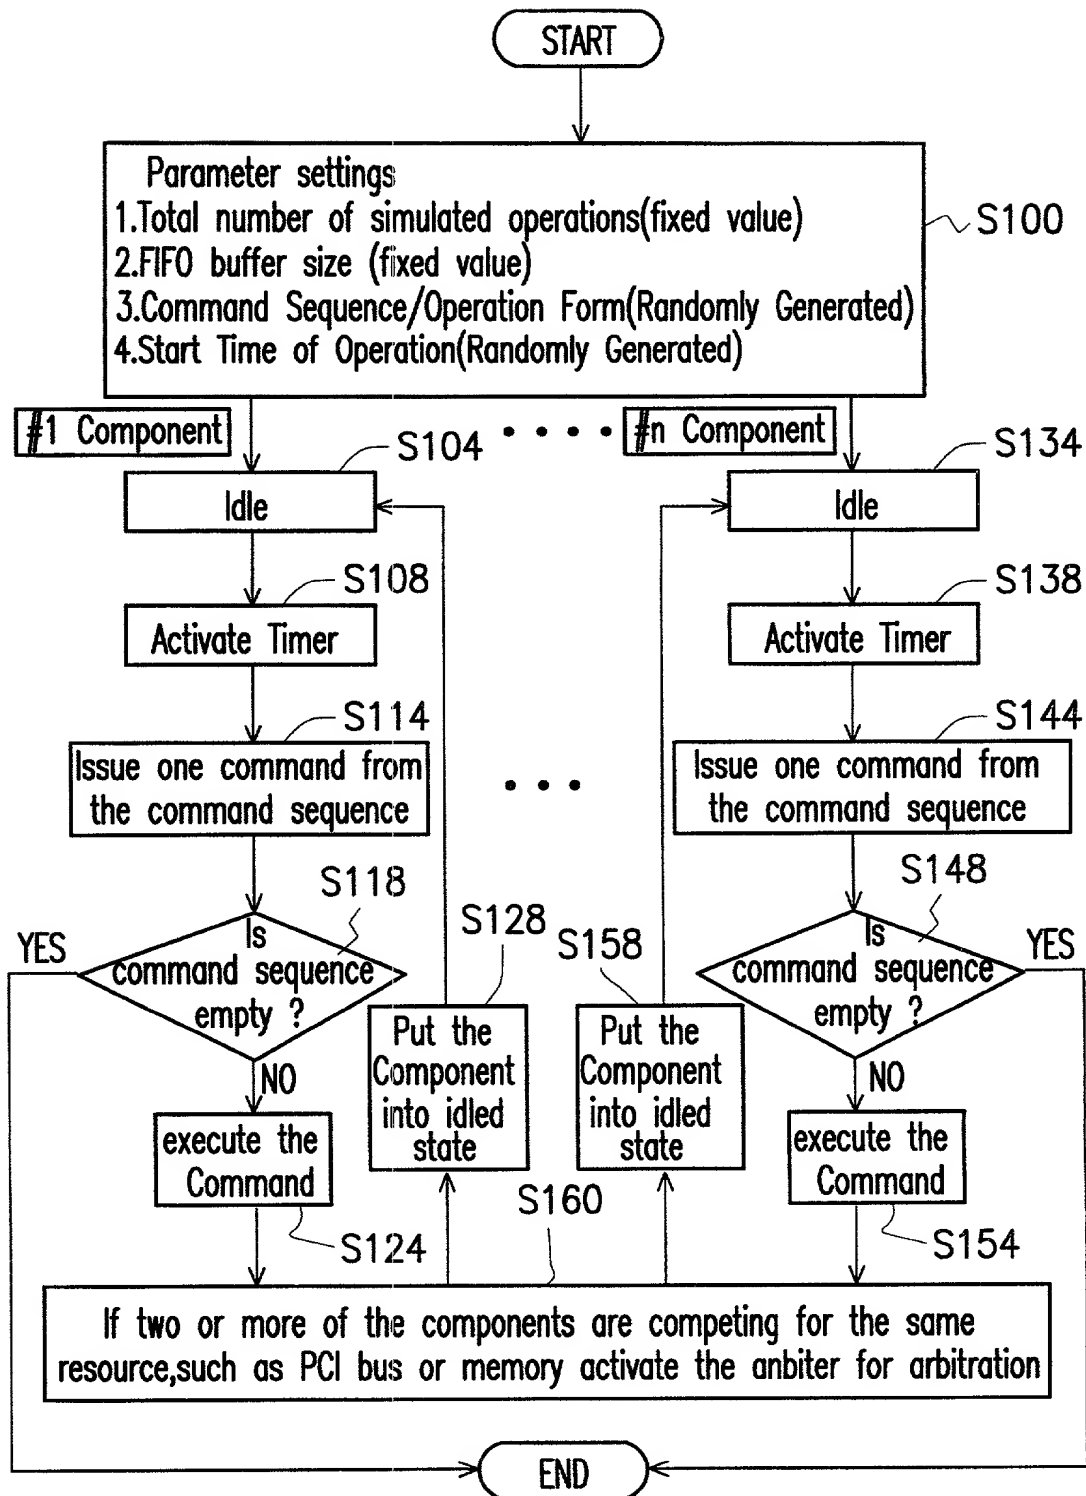 START
Parameter settings
1.Total number of simulated operations(fixed value)
2.FIFO buffer size (fixed value)
3.Command Sequence/Operation Form(Randomly Generated)
4.Start Time of Operation(Randomly Generated)
S100
#1 Component
S104
Idle
S108
Activate Timer
S114
Issue one command from
the command sequence
S118
Is
command sequence
empty ?
YES
NO
execute the
Command
S124
S128
Put the
Component
into idled
state
#n Component
S134
Idle
S138
Activate Timer
S144
Issue one command from
the command sequence
S148
Is
command sequence
empty ?
YES
NO
execute the
Command
S154
S158
Put the
Component
into idled
state
S160
If two or more of the components are competing for the same
resource,such as PCI bus or memory activate the anbiter for arbitration
END